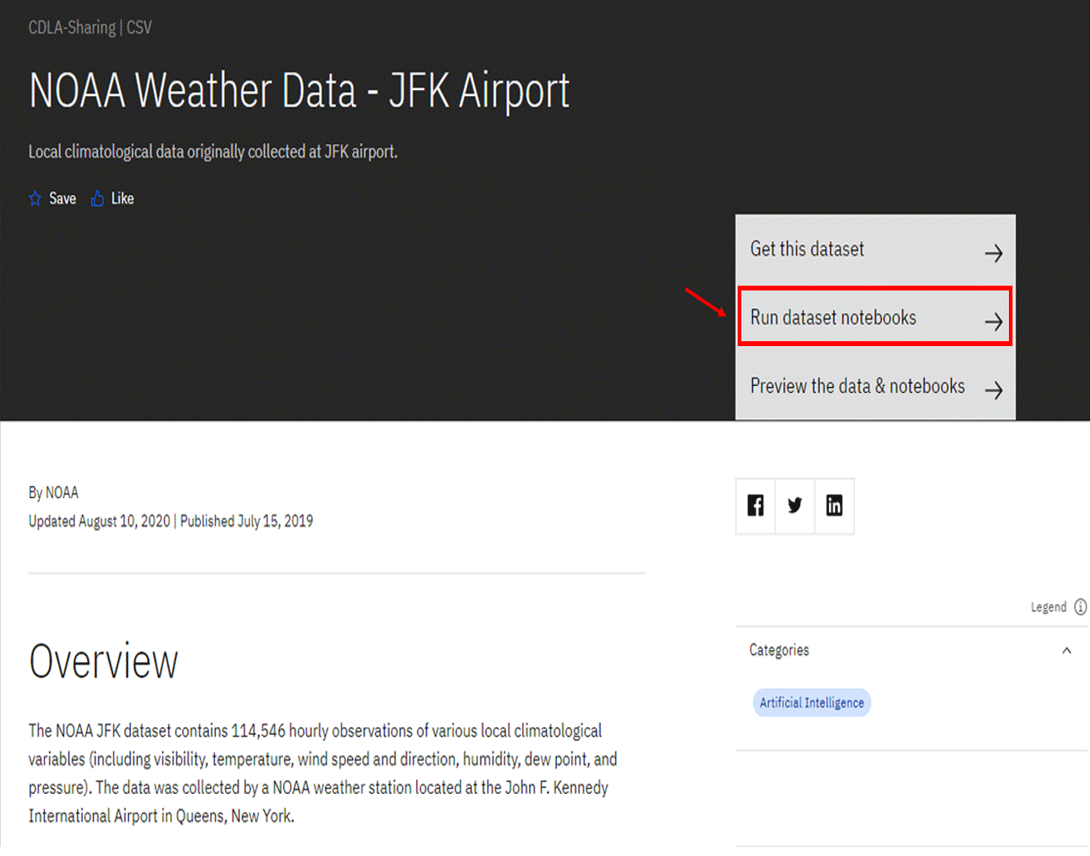 CDLA-Sharing | CSV
NOAA Weather Data - JFK Airport
Local climatological data originally collected at JFK airport.
Save Like
Get this dataset
Run dataset notebooks
Preview the data & notebooks
By NOAA
Updated August 10, 2020 | Published July 15, 2019
Legend
Categories
Artificial Intelligence
Overview
The NOAA JFK dataset contains 114,546 hourly observations of various local climatological
variables (including visibility, temperature, wind speed and direction, humidity, dew point, and
pressure). The data was collected by a NOAA weather station located at the John F. Kennedy
International Airport in Queens, New York.